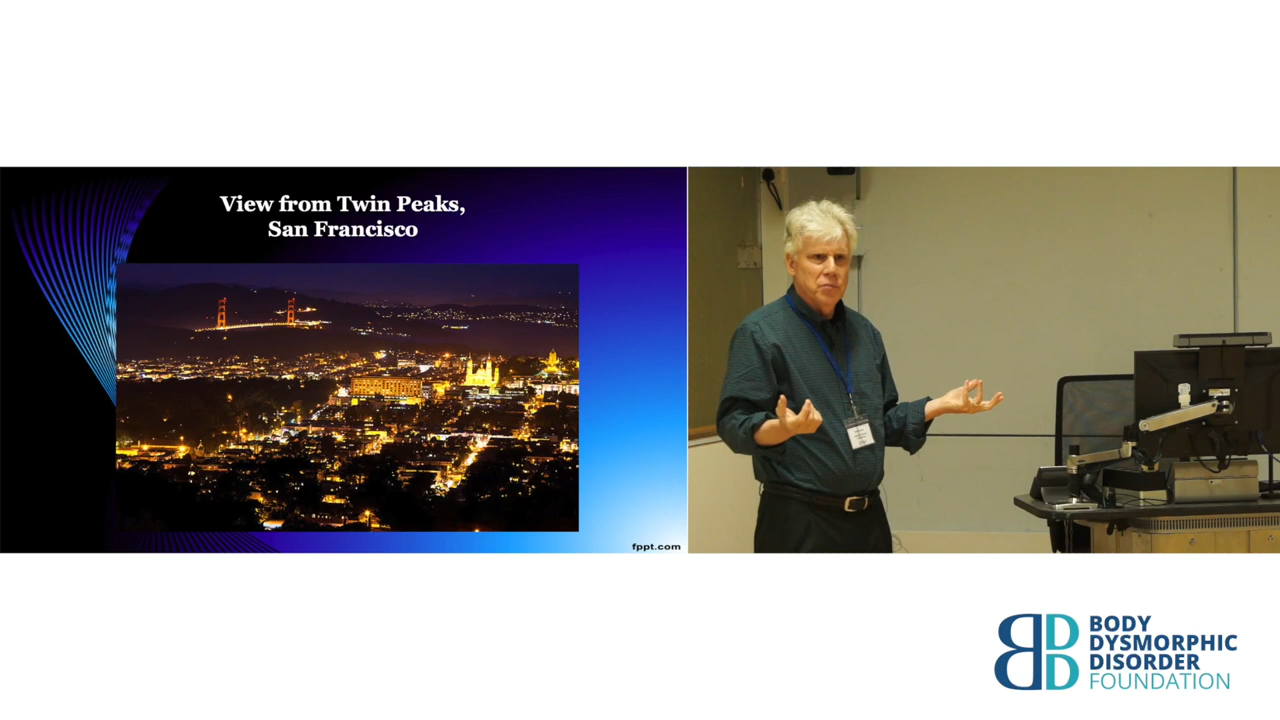 View from Twin Peaks,
San Francisco
fppt.com
BODY
DYSMORPHIC
DISORDER
FOUNDATION